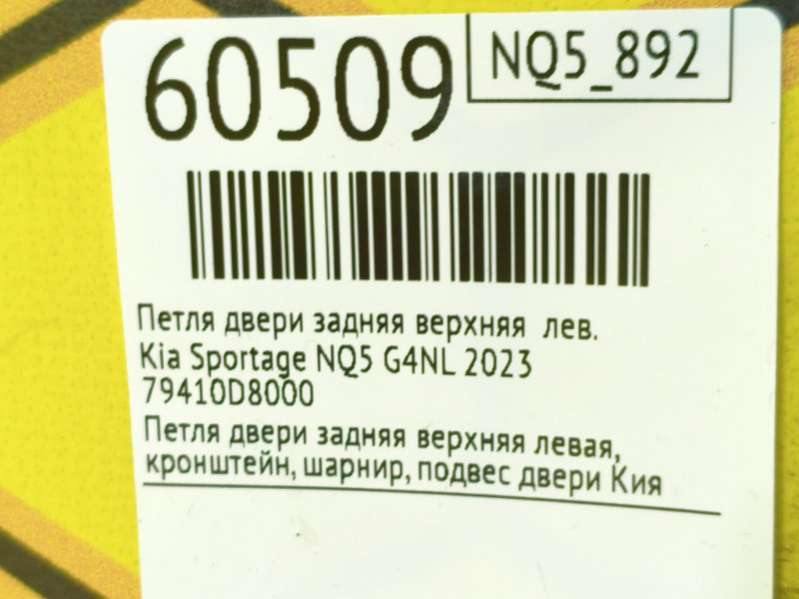 60509
NQ5_892
Петля двери задняя верхняя лев.
Kia Sportage NQ5 G4NL 2023
79410D8000
Петля двери задняя верхняя левая,
кронштейн, шарнир, подвес двери Кия